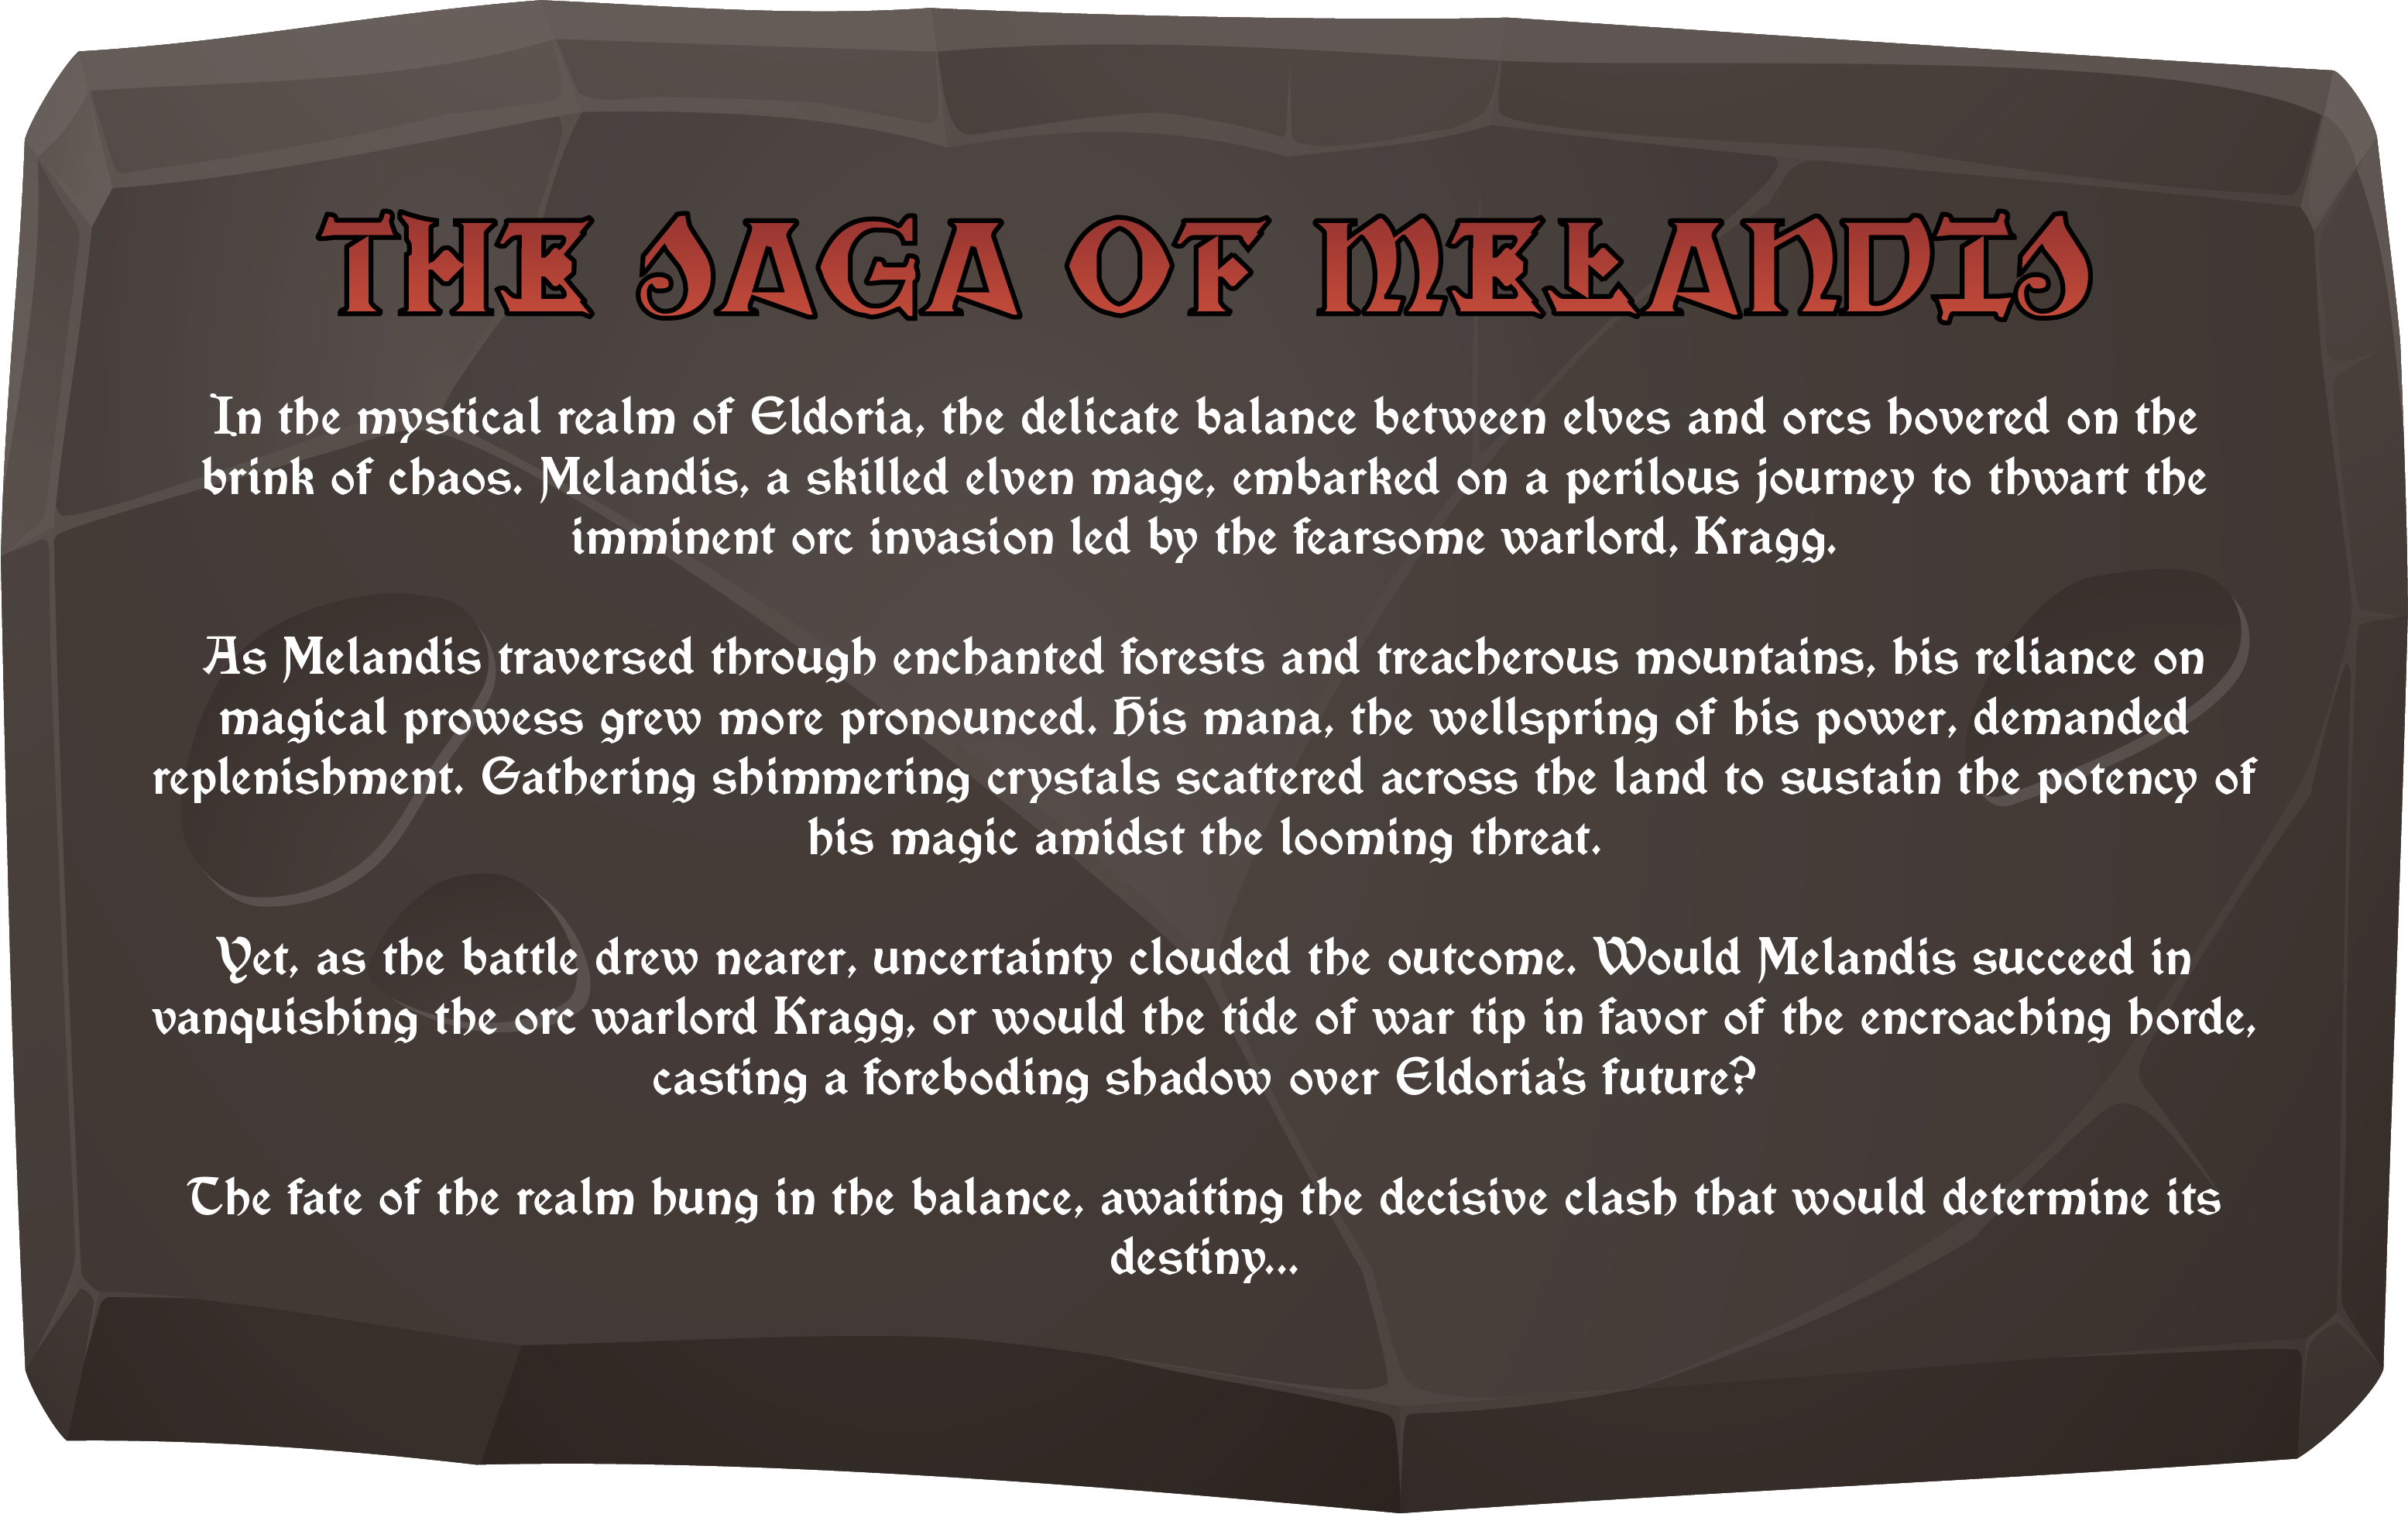 THE SAGA OF MELANDIS
In the mystical realm of Eldoria, the delicate balance between elves and orcs hovered on the
brink of chaos. Melandis, a skilled elven mage, embarked on a perilous journey to thwart the
imminent orc invasion led by the fearsome warlord, Kragg.
As Melandis traversed through enchanted forests and treacherous mountains, his reliance on
magical prowess grew more pronounced. His mana, the wellspring of his power, demanded
replenishment. Gathering shimmering crystals scattered across the land to sustain the potency of
his magic amidst the looming threat.
Yet, as the battle drew nearer, uncertainty clouded the outcome. Would Melandis succeed in
vanquishing the orc warlord Kragg, or would the tide of war tip in favor of the encroaching horde,
casting a foreboding shadow over Eldoria's future?
The fate of the realm hung in the balance, awaiting the decisive clash that would determine its
destiny...